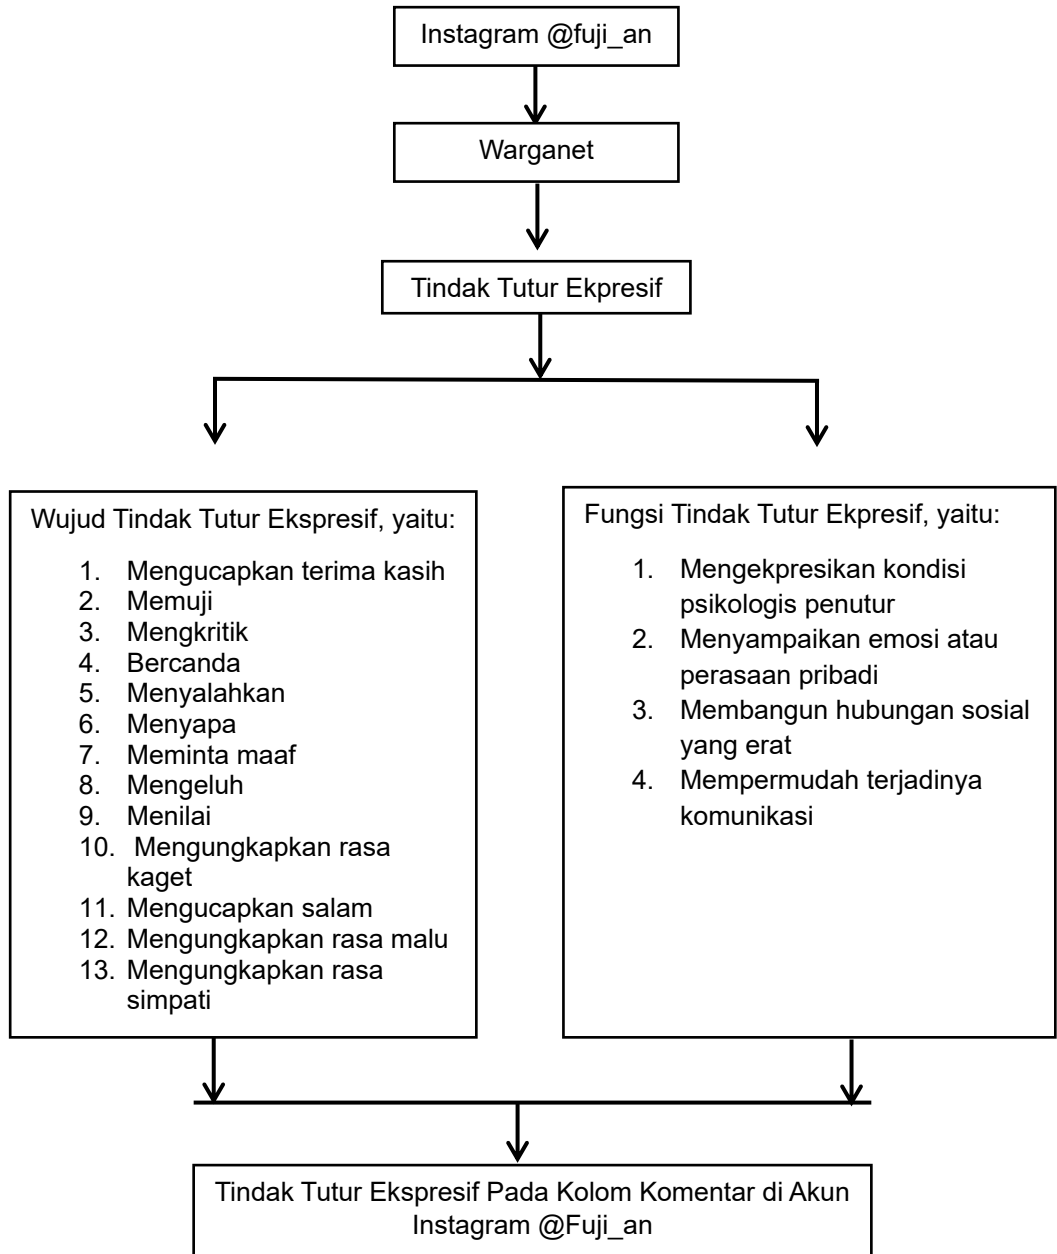 Instagram @fuji_an
Warganet
Tindak Tutur Ekpresif
Wujud Tindak Tutur Ekspresif, yaitu:
1. Mengucapkan terima kasih
2. Memuji
3. Mengkritik
4. Bercanda
5. Menyalahkan
6. Menyapa
7. Meminta maaf
8. Mengeluh
9. Menilai
10. Mengungkapkan rasa
kaget
11. Mengucapkan salam
12. Mengungkapkan rasa malu
13. Mengungkapkan rasa
simpati
Fungsi Tindak Tutur Ekpresif, yaitu:
1. Mengekpresikan kondisi
psikologis penutur
2. Menyampaikan emosi atau
perasaan pribadi
3. Membangun hubungan sosial
yang erat
4. Mempermudah terjadinya
komunikasi
Tindak Tutur Ekspresif Pada Kolom Komentar di Akun
Instagram @Fuji_an